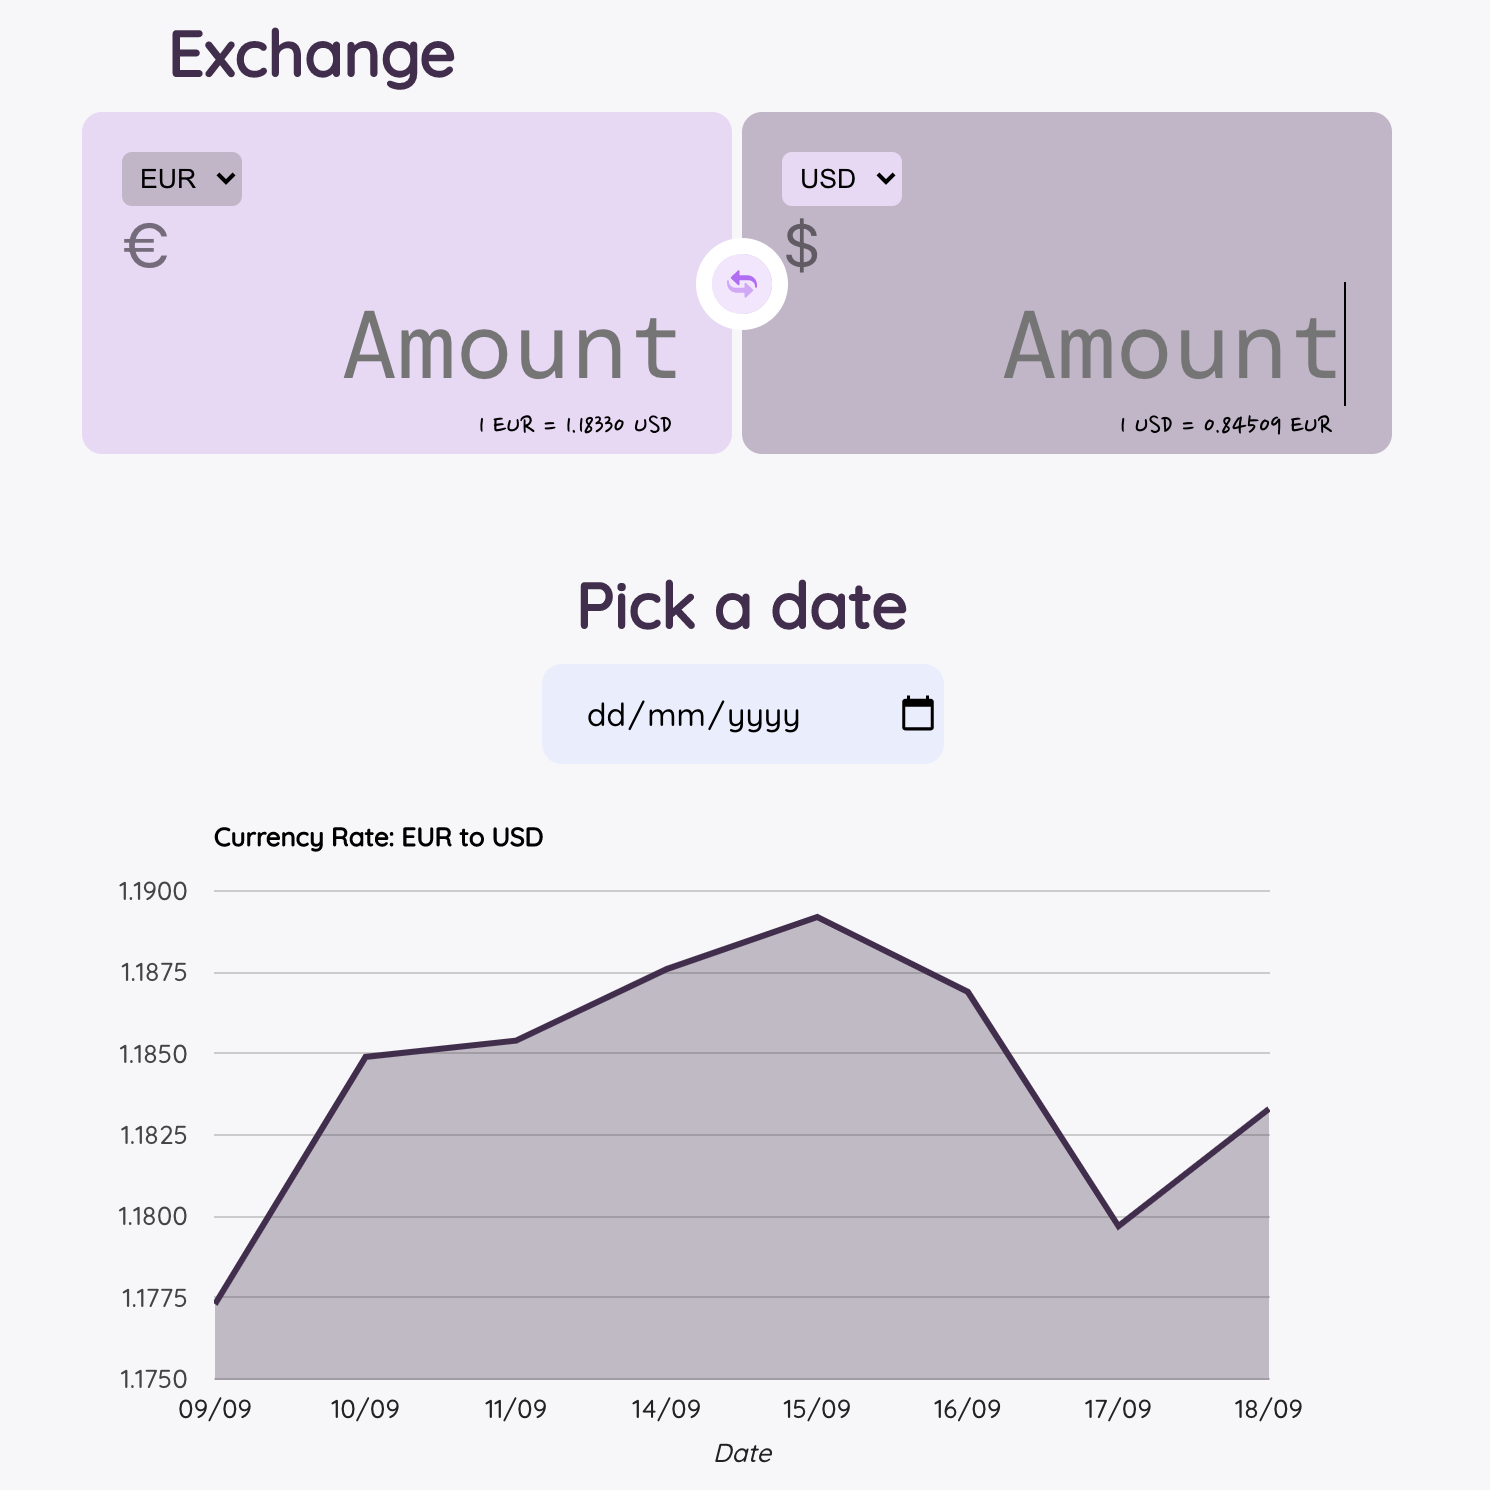 Exchange
EUR
€
Amount
1 EUR = 1.18330 USD
USD
$
Amount
1 USD = 0.84509 EUR
Pick a date
dd/mm/yyyy
Currency Rate: EUR to USD
1.1900
1.1875
1.1850
1.1825
1.1800
1.1775
1.1750
09/09 10/09 11/09 14/09 15/09 16/09 17/09 18/09
Date